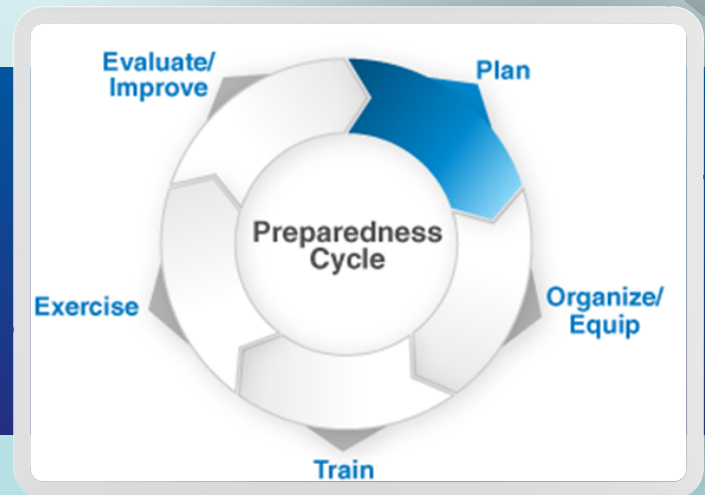 Evaluate/
Improve
Plan
Preparedness
Cycle
Exercise
Organize/
Equip
Train